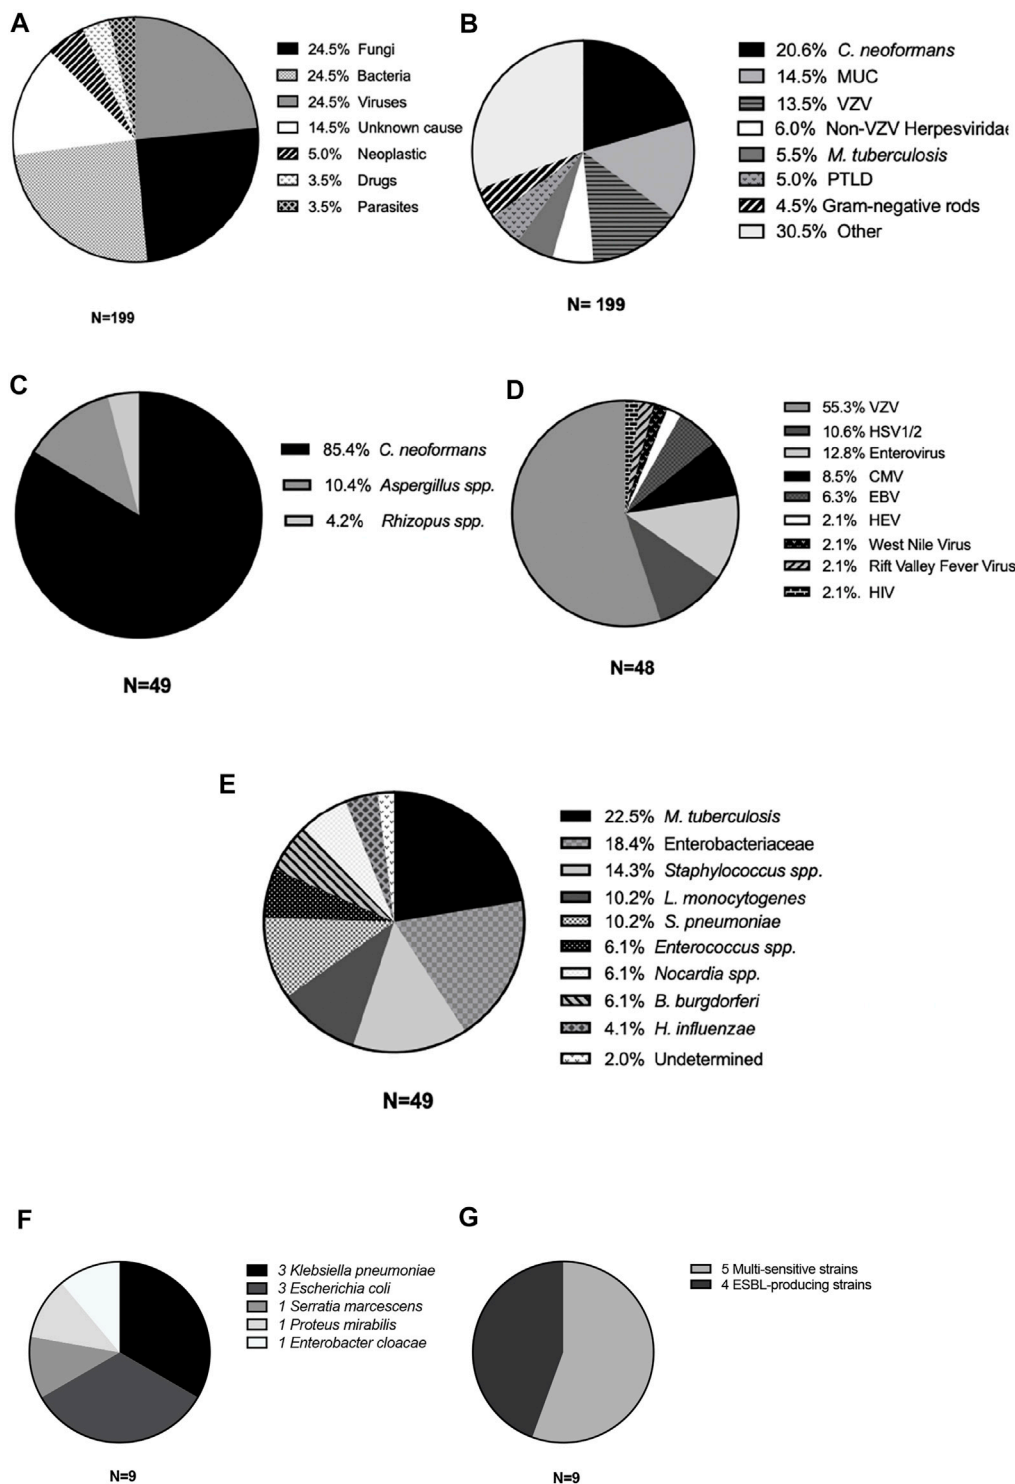 A
24.5% Fungi
24.5% Bacteria
24.5% Viruses
14.5% Unknown cause
5.0% Neoplastic
3.5% Drugs
3.5% Parasites
N=199
B
20.6% C. neoformans
14.5% MUC
13.5% VZV
6.0% Non-VZV Herpesviridae
5.5% M. tuberculosis
5.0% PTLD
4.5% Gram-negative rods
30.5% Other
N= 199
C
85.4% C. neoformans
10.4% Aspergillus spp.
4.2% Rhizopus spp.
N=49
D
55.3% VZV
10.6% HSV1/2
12.8% Enterovirus
8.5% CMV
6.3% EBV
2.1% HEV
2.1% West Nile Virus
2.1% Rift Valley Fever Virus
2.1%. HIV
N=48
E
22.5% M. tuberculosis
18.4% Enterobacteriaceae
14.3% Staphylococcus spp.
10.2% L. monocytogenes
10.2% S. pneumoniae
6.1% Enterococcus spp.
6.1% Nocardia spp.
6.1% B. burgdorferi
4.1% H. influenzae
2.0% Undetermined
N=49
F
3 Klebsiella pneumoniae
3 Escherichia coli
1 Serratia marcescens
1 Proteus mirabilis
1 Enterobacter cloacae
N=9
G
5 Multi-sensitive strains
4 ESBL-producing strains
N=9